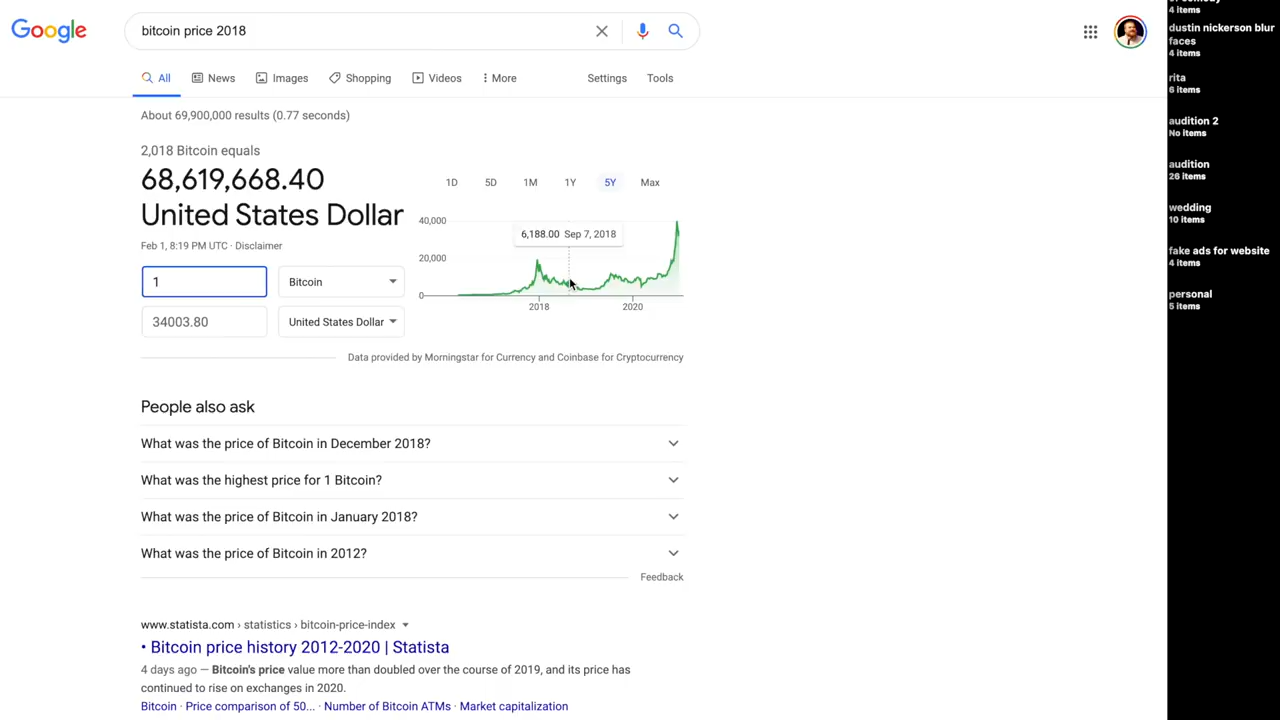 Google
bitcoin price 2018
All
News
Images
Shopping
Videos
More
Settings
Tools
About 69,900,000 results (0.77 seconds)
2,018 Bitcoin equals
68,619,668.40
United States Dollar
Feb 1, 8:19 PM UTC · Disclaimer
1
Bitcoin
34003.80
United States Dollar
1D
5D
1M
1Y
5Y
Max
40,000
20,000
0
6,188.00 Sep 7, 2018
2018
2020
Data provided by Morningstar for Currency and Coinbase for Cryptocurrency
People also ask
What was the price of Bitcoin in December 2018?
What was the highest price for 1 Bitcoin?
What was the price of Bitcoin in January 2018?
What was the price of Bitcoin in 2012?
Feedback
www.statista.com › statistics › bitcoin-price-index
• Bitcoin price history 2012-2020 | Statista
4 days ago — Bitcoin's price value more than doubled over the course of 2019, and its price has
continued to rise on exchanges in 2020.
Bitcoin · Price comparison of 50... · Number of Bitcoin ATMs · Market capitalization
4 items
dustin nickerson blur
faces
4 items
rita
6 items
audition 2
No items
audition
26 items
wedding
10 items
fake ads for website
4 items
personal
5 items